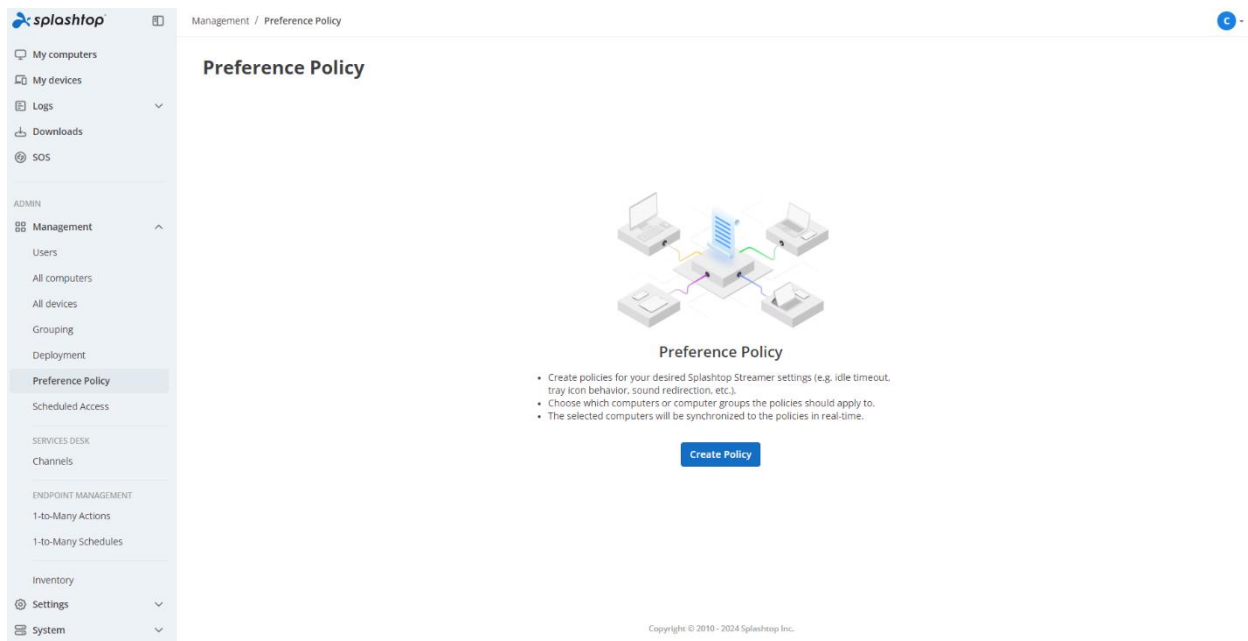 splashtop
Management / Preference Policy
C
My computers
My devices
Logs
Downloads
SOS
ADMIN
Management
Users
All computers
All devices
Grouping
Deployment
Preference Policy
Scheduled Access
SERVICES DESK
Channels
ENDPOINT MANAGEMENT
1-to-Many Actions
1-to-Many Schedules
Inventory
Settings
System
Preference Policy
Preference Policy
• Create policies for your desired Splashtop Streamer settings (e.g. idle timeout,
tray icon behavior, sound redirection, etc.).
• Choose which computers or computer groups the policies should apply to.
• The selected computers will be synchronized to the policies in real-time.
Create Policy
Copyright © 2010 - 2024 Splashtop Inc.